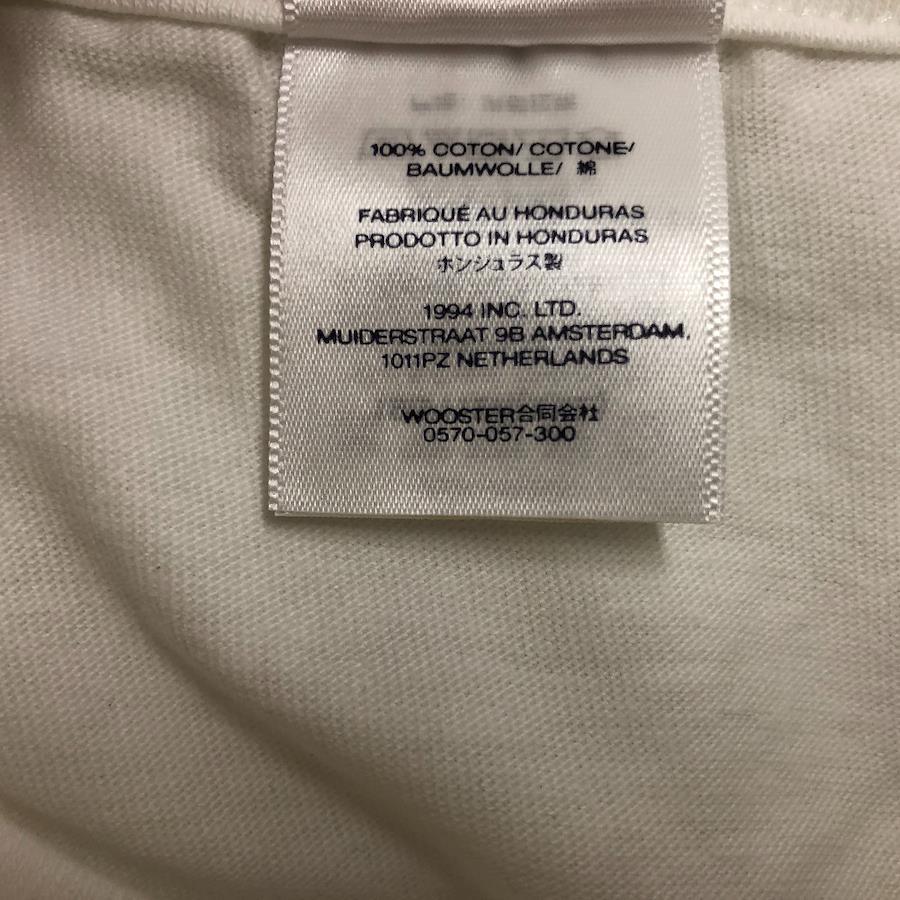 100% COTON/ COTONE/
BAUMWOLLE/ 綿
FABRIQUÉ AU HONDURAS
PRODOTTO IN HONDURAS
ホンジュラス製
1994 INC. LTD.
MUIDERSTRAAT 9B AMSTERDAM.
1011PZ NETHERLANDS
WOOSTER合同会社
0570-057-300